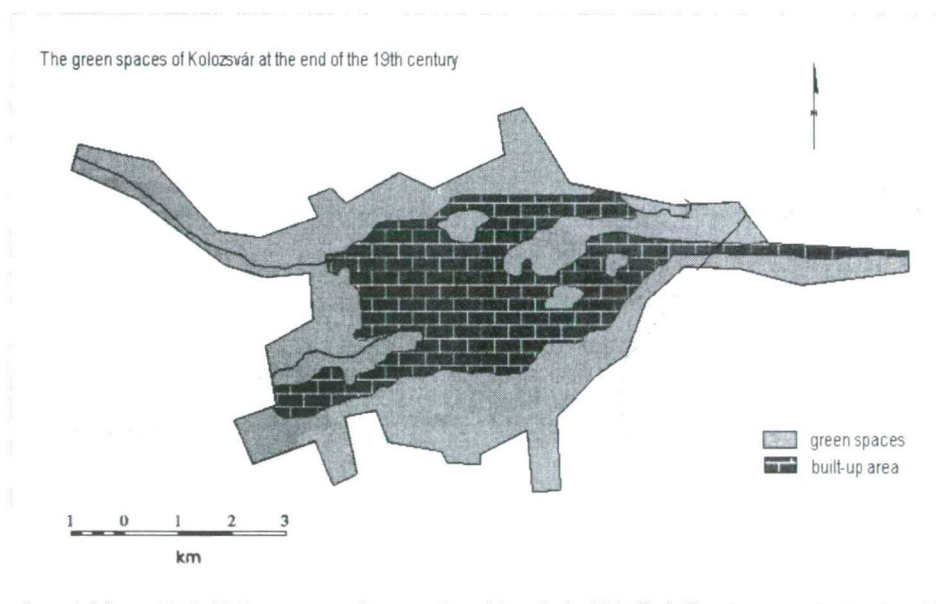 The green spaces of Kolozsvár at the end of the 19th century
green spaces
built-up area
1 0 1 2 3
km